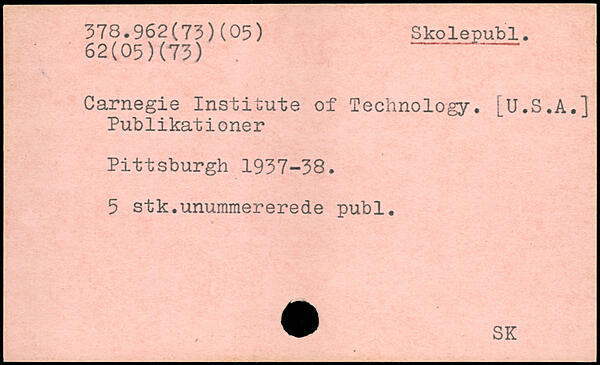 378.962(73)(05) Skolepubl.
62(05)(73)
Carnegie Institute of Technology. [U.S.A.]
Publikationer
Pittsburgh 1937-38.
5 stk.unummererede publ.
SK